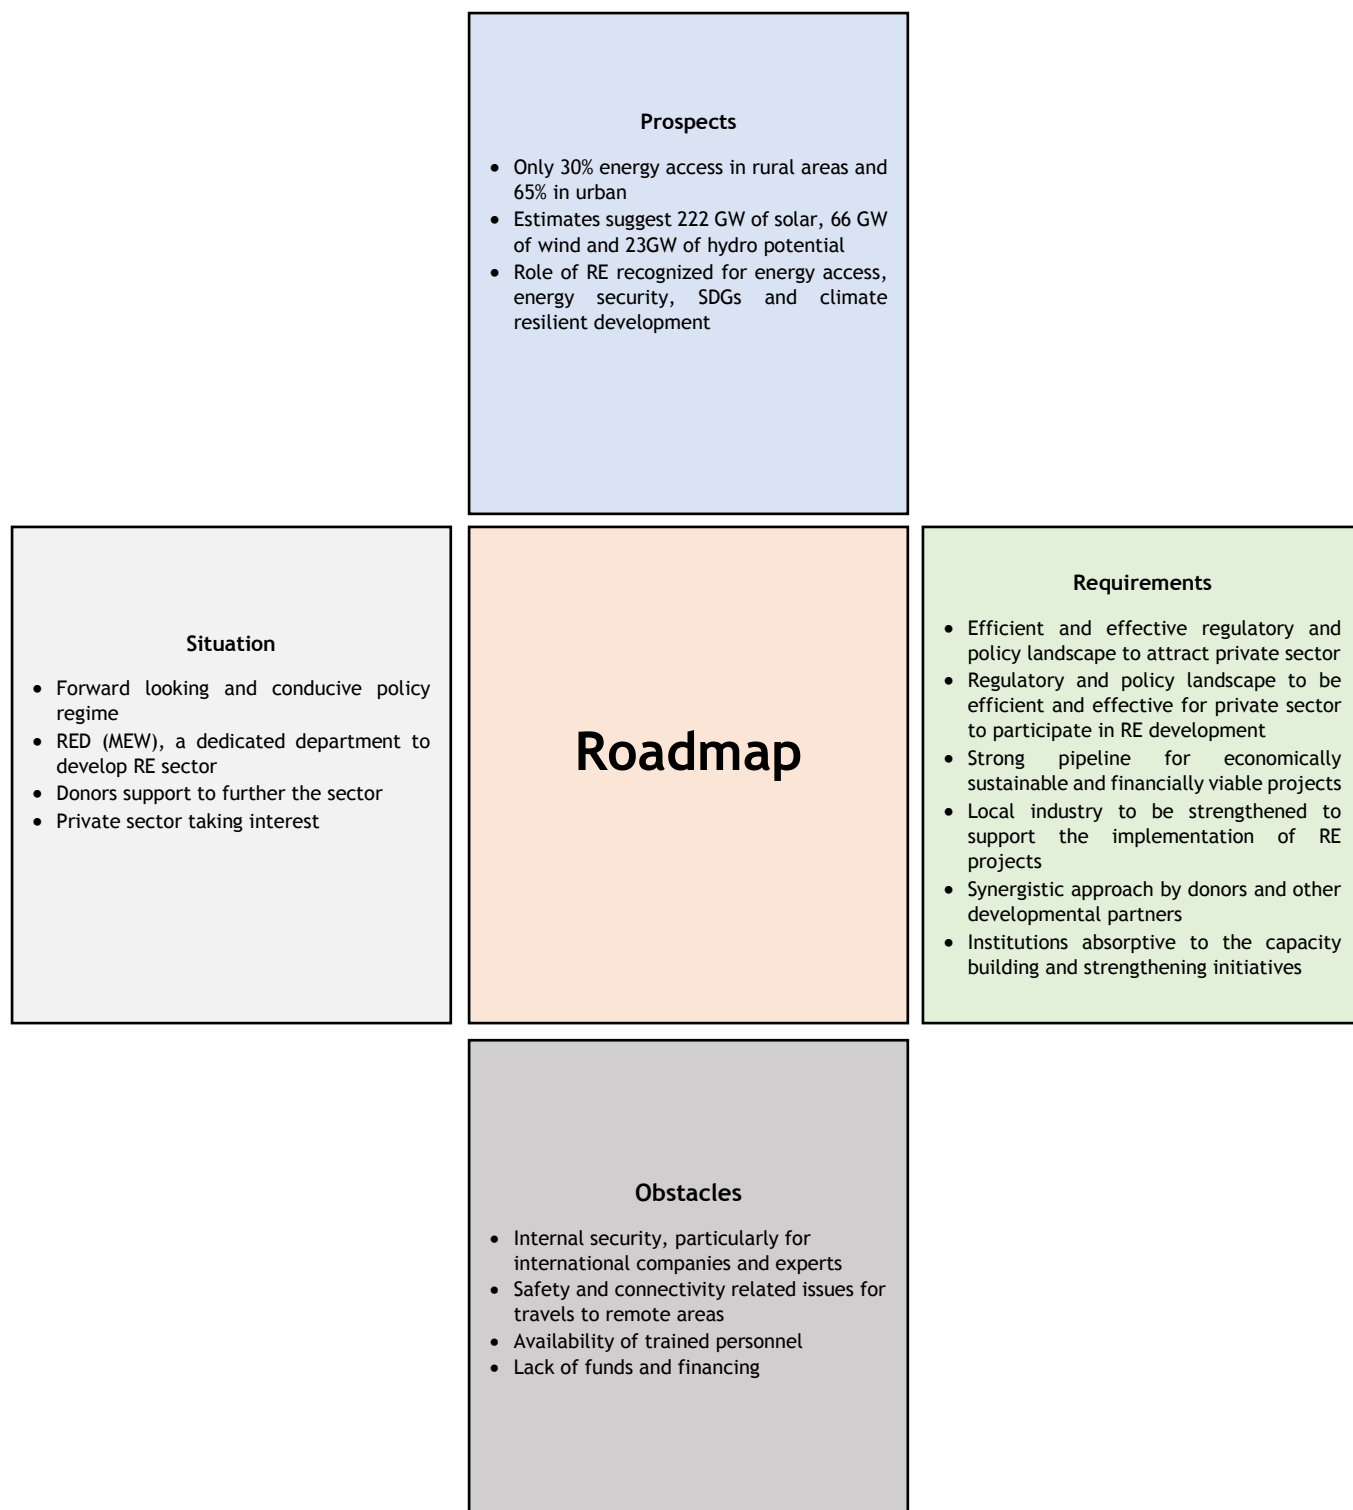 Prospects
• Only 30% energy access in rural areas and
65% in urban
• Estimates suggest 222 GW of solar, 66 GW
of wind and 23GW of hydro potential
• Role of RE recognized for energy access,
energy security, SDGs and climate
resilient development
Situation
• Forward looking and conducive policy
regime
• RED (MEW), a dedicated department to
develop RE sector
• Donors support to further the sector
• Private sector taking interest
Roadmap
Requirements
• Efficient and effective regulatory and
policy landscape to attract private sector
• Regulatory and policy landscape to be
efficient and effective for private sector
to participate in RE development
• Strong pipeline for economically
sustainable and financially viable projects
• Local industry to be strengthened to
support the implementation of RE
projects
• Synergistic approach by donors and other
developmental partners
• Institutions absorptive to the capacity
building and strengthening initiatives
Obstacles
• Internal security, particularly for
international companies and experts
• Safety and connectivity related issues for
travels to remote areas
• Availability of trained personnel
• Lack of funds and financing